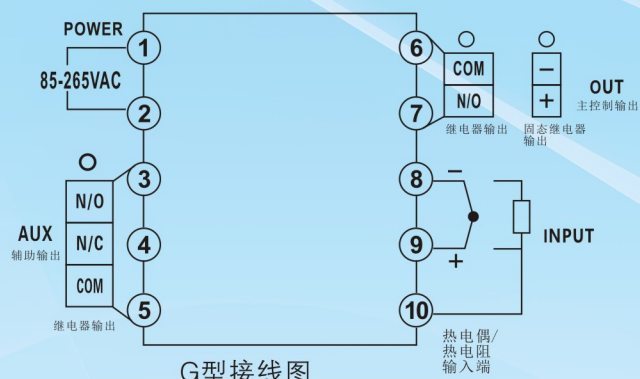 POWER
85-265VAC
1
2
3
4
5
6
7
8
9
10
COM
N/O
继电器输出
−
+
固态继电器
输出
OUT
主控制输出
AUX
辅助输出
N/O
N/C
COM
继电器输出
−
+
INPUT
热电偶/
热电阻
输入端
G型接线图